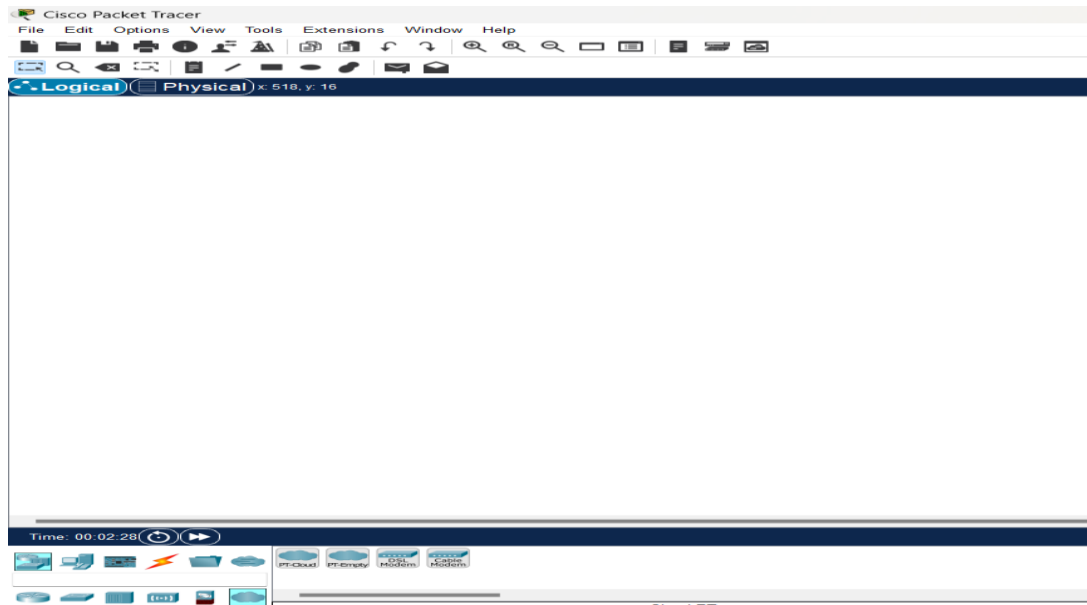 Cisco Packet Tracer
File Edit Options View Tools Extensions Window Help
Logical Physical x: 518, y: 16
Time: 00:02:28
PT-Cloud PT-Empty DSL Modem Cable Modem